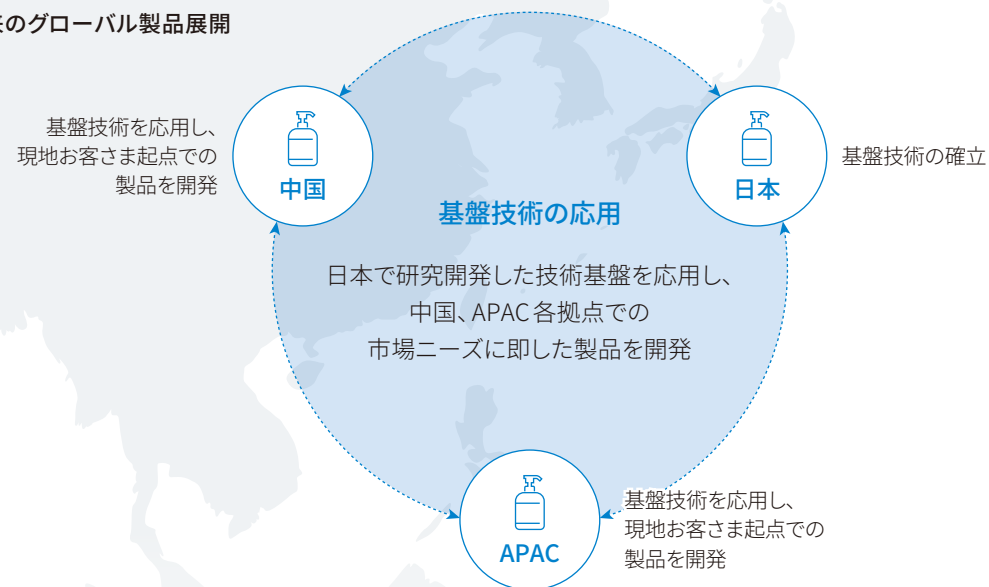 のグローバル製品展開
基盤技術を応用し、
現地お客さま起点での
製品を開発
中国
日本
基盤技術の確立
基盤技術の応用
日本で研究開発した技術基盤を応用し、
中国、APAC各拠点での
市場ニーズに即した製品を開発
APAC
基盤技術を応用し、
現地お客さま起点での
製品を開発